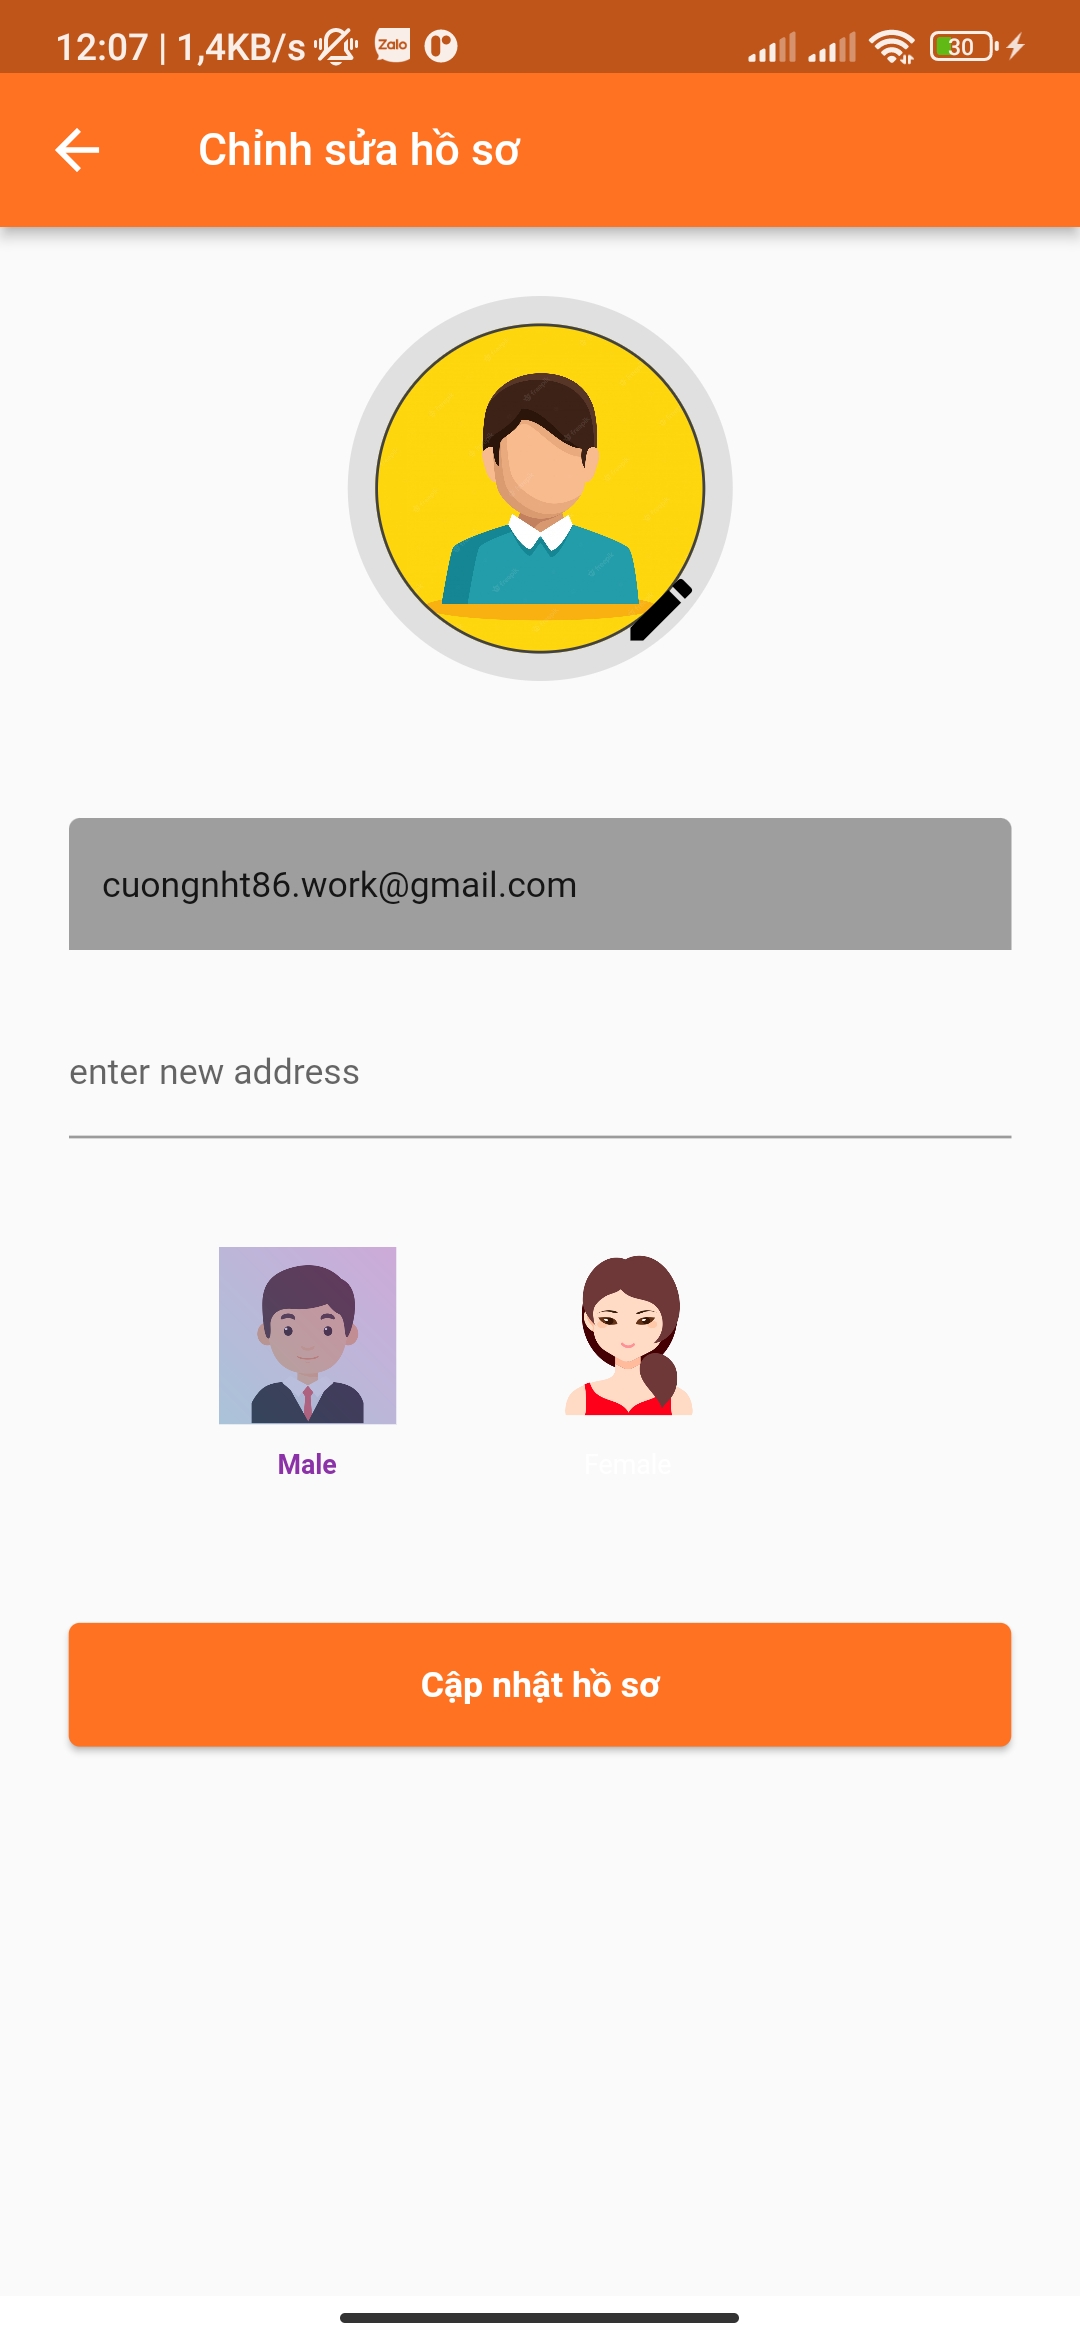 12:07 | 1,4KB/s Zalo 30
Chỉnh sửa hồ sơ
cuongnht86.work@gmail.com
enter new address
Male Female
Cập nhật hồ sơ